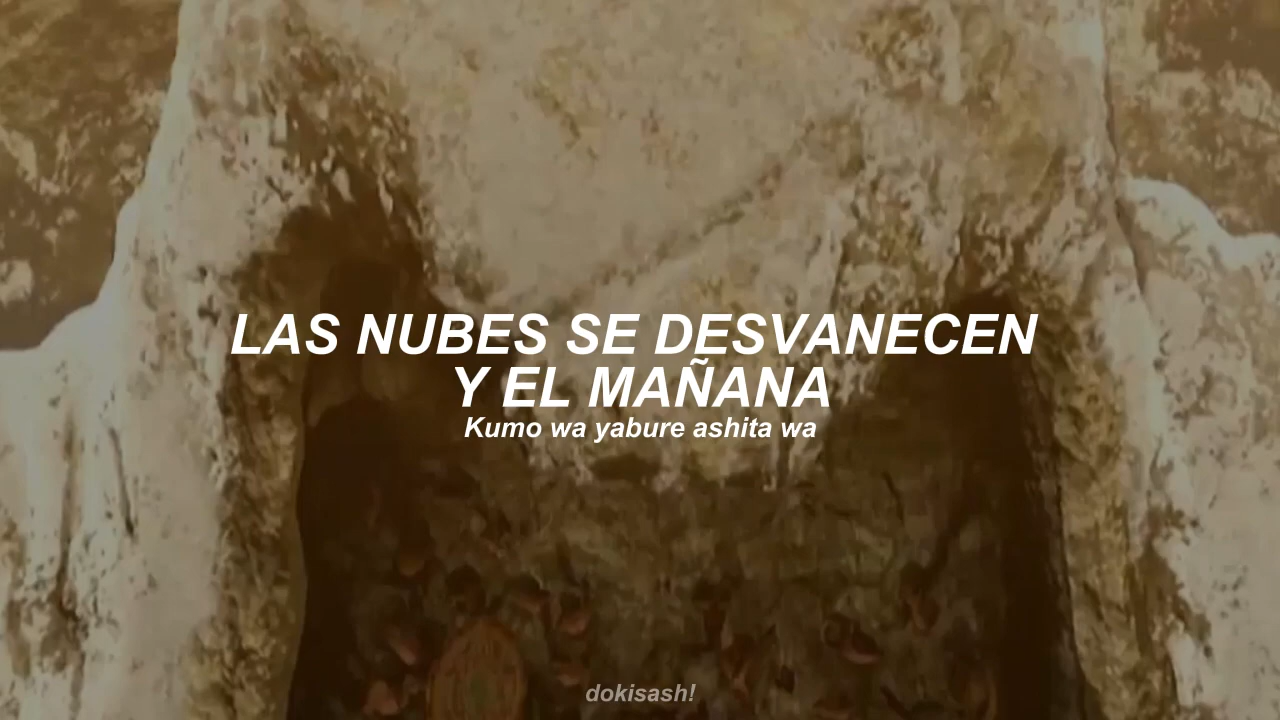 LAS NUBES SE DESVANECEN
Y EL MAÑANA
Kumo wa yabure ashita wa
dokisash!